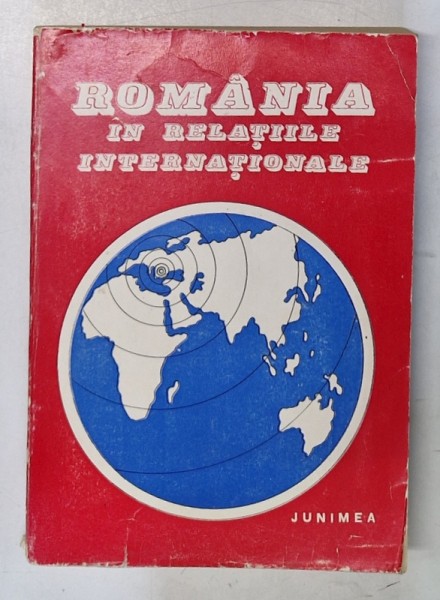 ROMÂNIA
IN RELAȚIILE
INTERNAȚIONALE
JUNIMEA